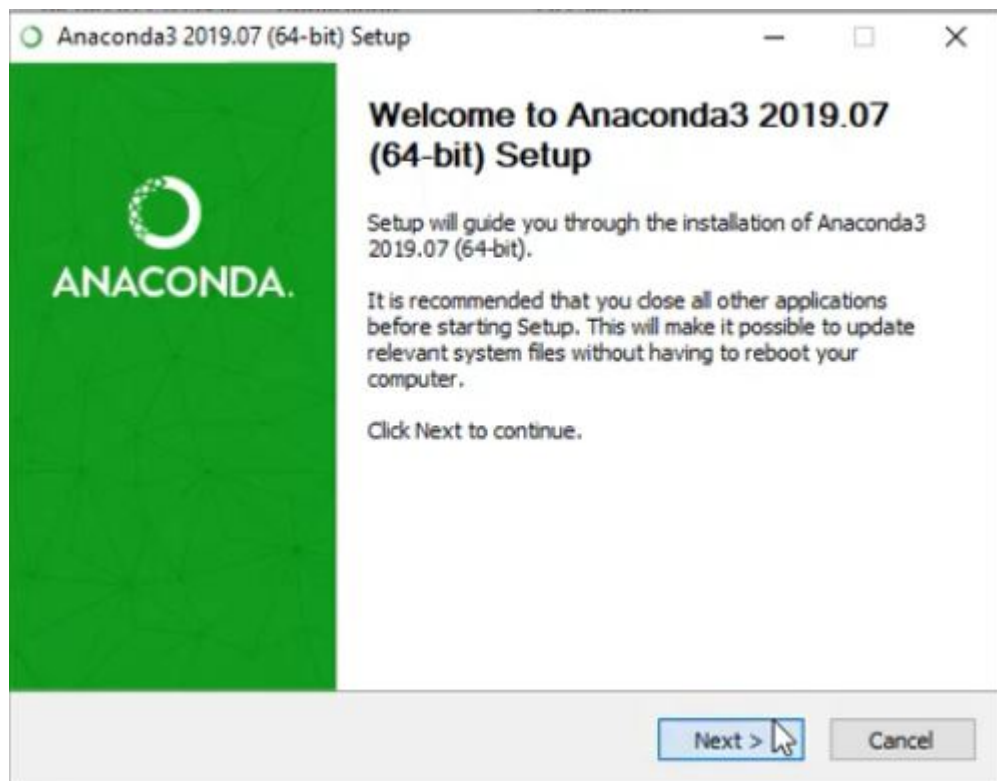 Anaconda3 2019.07 (64-bit) Setup
Welcome to Anaconda3 2019.07
(64-bit) Setup
ANACONDA.
Setup will guide you through the installation of Anaconda3
2019.07 (64-bit).
It is recommended that you close all other applications
before starting Setup. This will make it possible to update
relevant system files without having to reboot your
computer.
Click Next to continue.
Next >
Cancel